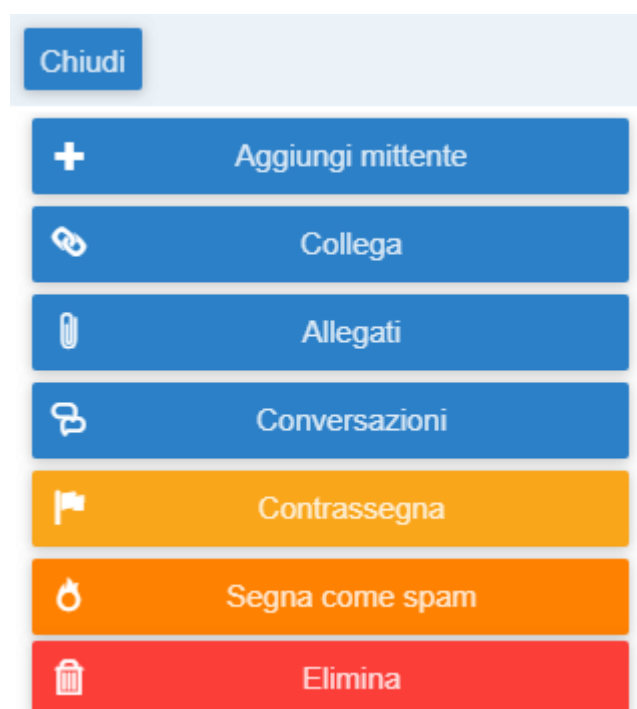 Chiudi
Aggiungi mittente
Collega
Allegati
Conversazioni
Contrassegna
Segna come spam
Elimina